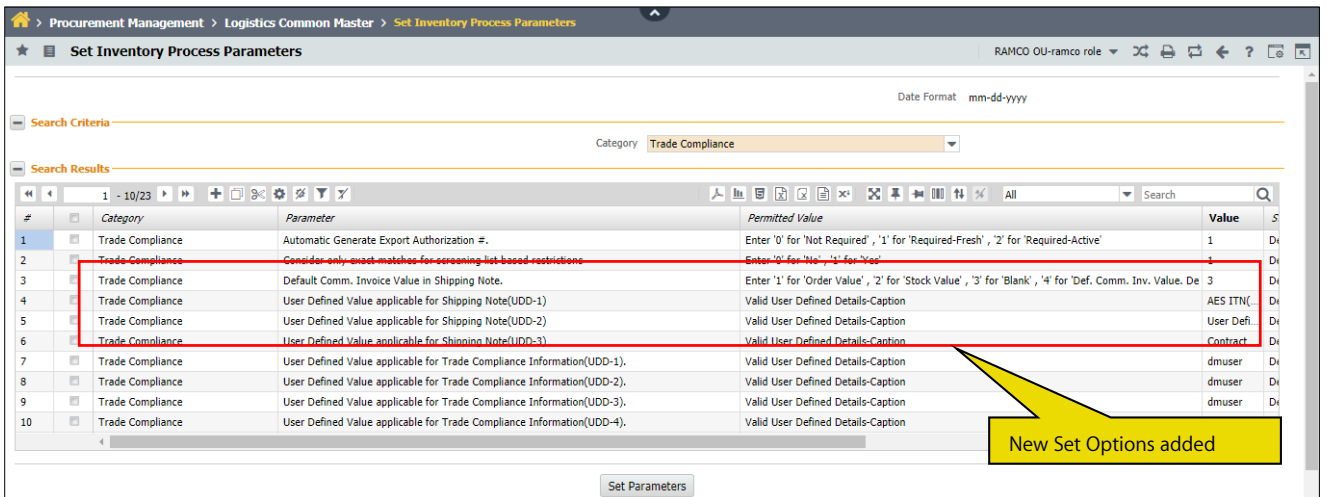 > Procurement Management > Logistics Common Master > Set Inventory Process Parameters
Set Inventory Process Parameters RAMCO OU-ramco role
Date Format mm-dd-yyyy
Search Criteria
Category Trade Compliance
Search Results
1 - 10/23 All Search
# Category Parameter Permitted Value Value S
1 Trade Compliance Automatic Generate Export Authorization #. Enter '0' for 'Not Required' , '1' for 'Required-Fresh' , '2' for 'Required-Active' 1 De
2 Trade Compliance Consider only exact matches for screening list based restrictions Enter '0' for 'No' , '1' for 'Yes' 1 De
3 Trade Compliance Default Comm. Invoice Value in Shipping Note. Enter '1' for 'Order Value' , '2' for 'Stock Value' , '3' for 'Blank' , '4' for 'Def. Comm. Inv. Value. De 3 De
4 Trade Compliance User Defined Value applicable for Shipping Note(UDD-1) Valid User Defined Details-Caption AES ITN(... De
5 Trade Compliance User Defined Value applicable for Shipping Note(UDD-2) Valid User Defined Details-Caption User Defi... De
6 Trade Compliance User Defined Value applicable for Shipping Note(UDD-3) Valid User Defined Details-Caption Contract De
7 Trade Compliance User Defined Value applicable for Trade Compliance Information(UDD-1). Valid User Defined Details-Caption dmuser De
8 Trade Compliance User Defined Value applicable for Trade Compliance Information(UDD-2). Valid User Defined Details-Caption dmuser De
9 Trade Compliance User Defined Value applicable for Trade Compliance Information(UDD-3). Valid User Defined Details-Caption dmuser De
10 Trade Compliance User Defined Value applicable for Trade Compliance Information(UDD-4). Valid User Defined Details-Caption dmuser De
New Set Options added
Set Parameters